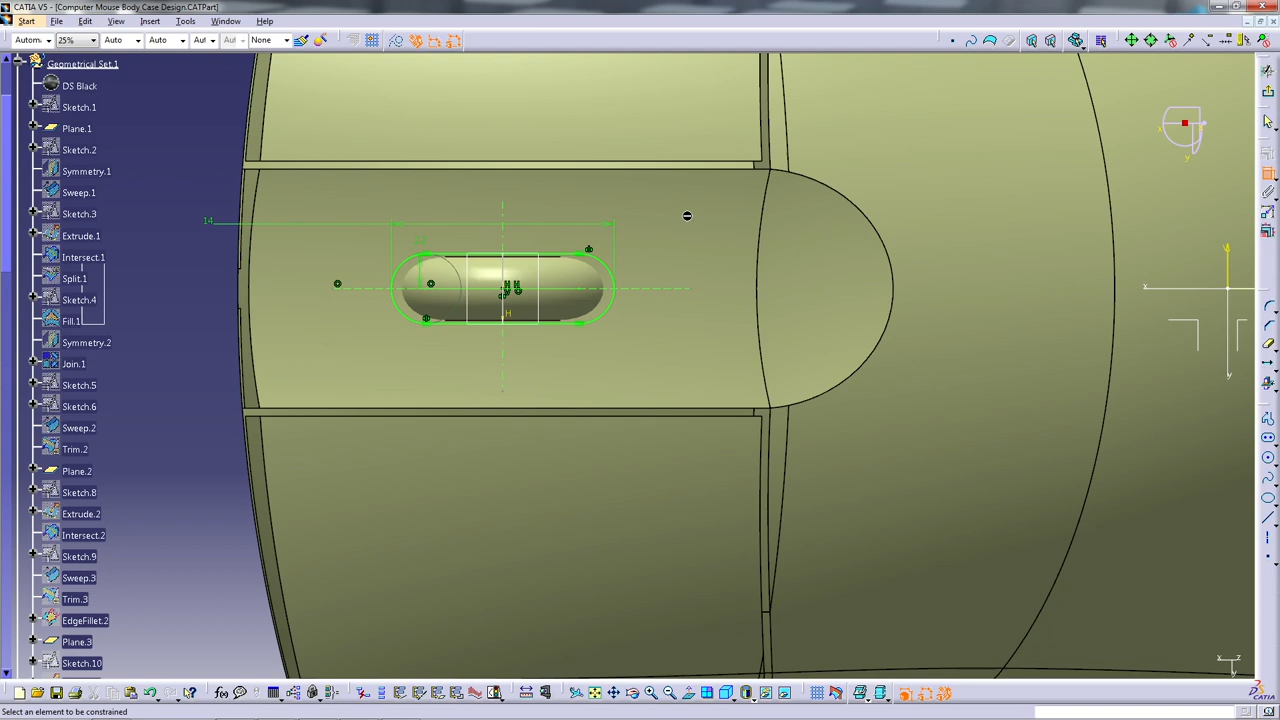 CATIA V5 - [Computer Mouse Body Case Design.CATPart]
Start File Edit View Insert Tools Window Help
Autom 25% Auto Auto Aut Aut None
Geometrical Set.1
DS Black
Sketch.1
Plane.1
Sketch.2
Symmetry.1
Sweep.1
Sketch.3
Extrude.1
Intersect.1
Split.1
Sketch.4
Fill.1
Symmetry.2
Join.1
Sketch.5
Sketch.6
Sweep.2
Trim.2
Plane.2
Sketch.8
Extrude.2
Intersect.2
Sketch.9
Sweep.3
Trim.3
EdgeFillet.2
Plane.3
Sketch.10
14
H
x
y
y
x
x z
y
Select an element to be constrained
CATIA